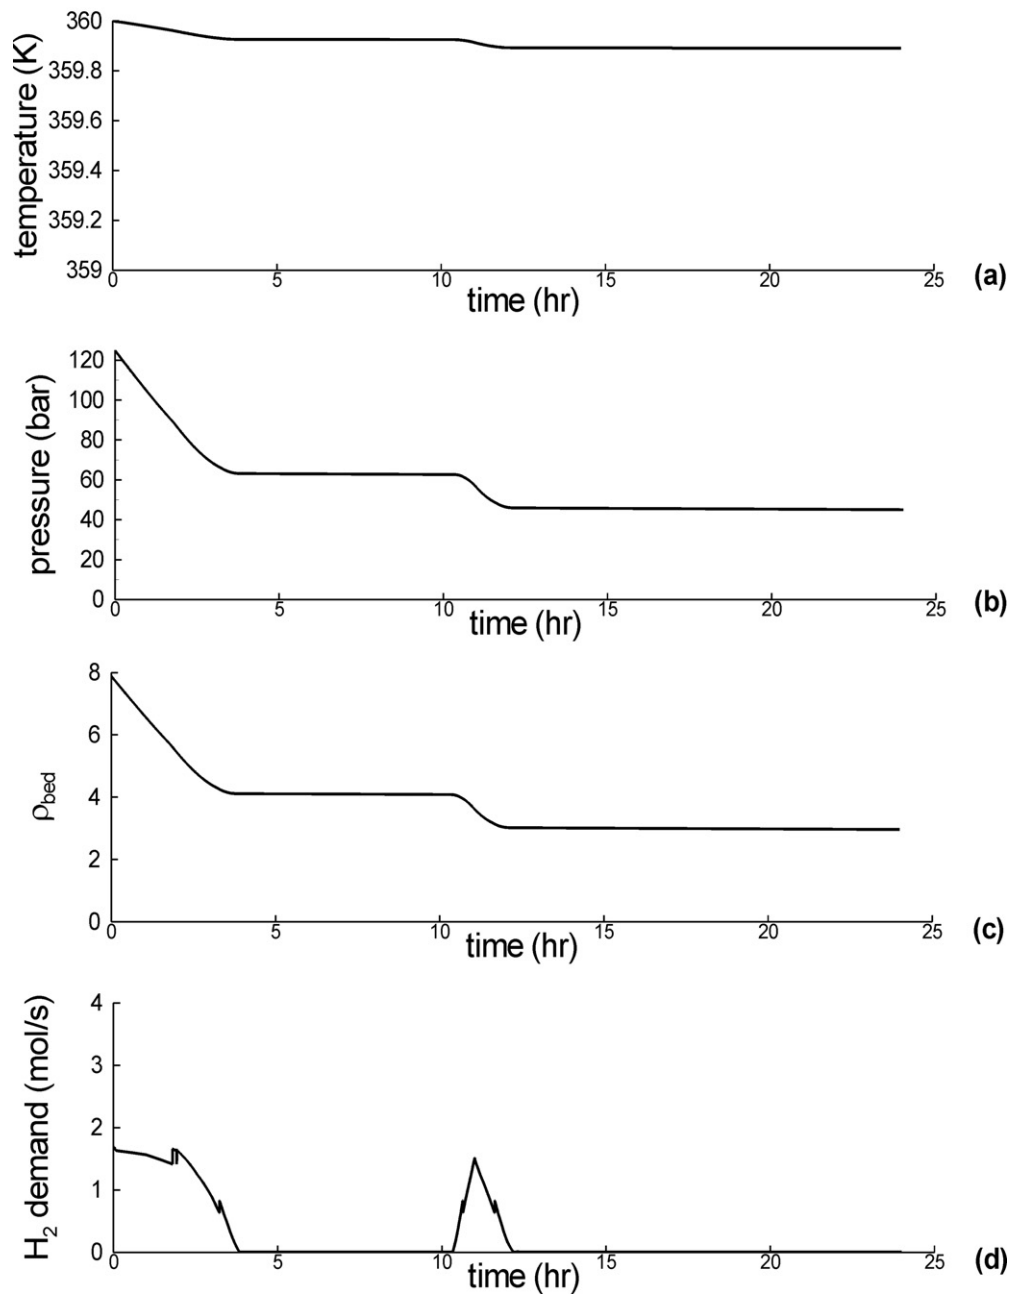 temperature (K)
360
359.8
359.6
359.4
359.2
359
0 5 10 15 20 25
time (hr)
(a)
pressure (bar)
120
100
80
60
40
20
0
0 5 10 15 20 25
time (hr)
(b)
ρbed
8
6
4
2
0
0 5 10 15 20 25
time (hr)
(c)
H₂ demand (mol/s)
4
3
2
1
0
0 5 10 15 20 25
time (hr)
(d)